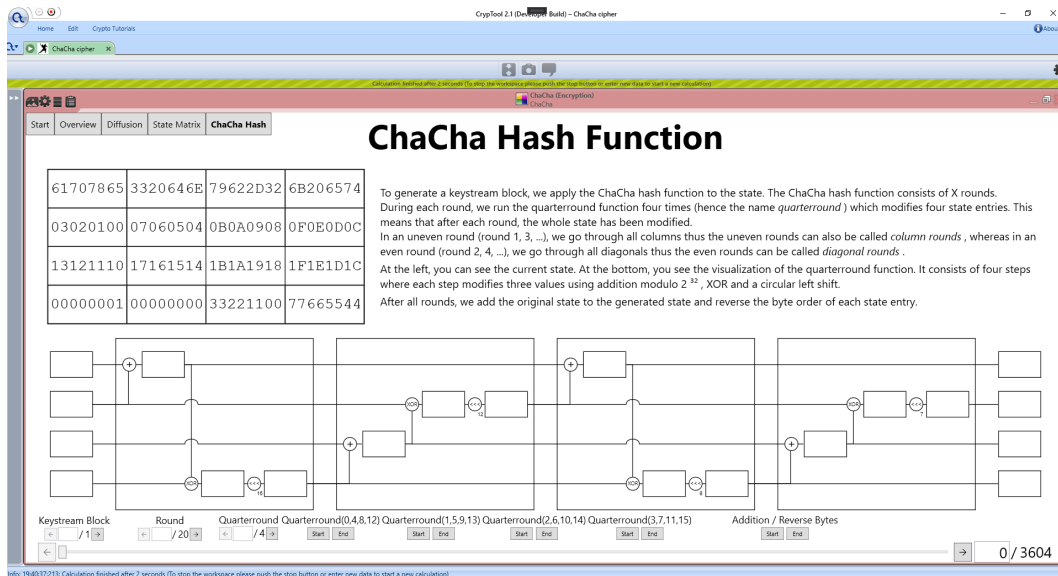 CrypTool 2.1 (Developer Build) – ChaCha cipher
Home Edit Crypto Tutorials
Abou
ChaCha cipher ×
Calculation finished after 2 seconds (To stop the workspace please push the stop button or enter new data to start a new calculation)
ChaCha (Encryption)
ChaCha
Start Overview Diffusion State Matrix ChaCha Hash
ChaCha Hash Function
61707865 3320646E 79622D32 6B206574
03020100 07060504 0B0A0908 0F0E0D0C
13121110 17161514 1B1A1918 1F1E1D1C
00000001 00000000 33221100 77665544
To generate a keystream block, we apply the ChaCha hash function to the state. The ChaCha hash function consists of X rounds.
During each round, we run the quarterround function four times (hence the name quarterround ) which modifies four state entries. This
means that after each round, the whole state has been modified.
In an uneven round (round 1, 3, ...), we go through all columns thus the uneven rounds can also be called column rounds , whereas in an
even round (round 2, 4, ...), we go through all diagonals thus the even rounds can be called diagonal rounds .
At the left, you can see the current state. At the bottom, you see the visualization of the quarterround function. It consists of four steps
where each step modifies three values using addition modulo 2 32 , XOR and a circular left shift.
After all rounds, we add the original state to the generated state and reverse the byte order of each state entry.
+ +
XOR <<< 12 XOR <<< 7
+ +
XOR <<< 16 XOR <<< 8
Keystream Block Round Quarterround Quarterround(0,4,8,12) Quarterround(1,5,9,13) Quarterround(2,6,10,14) Quarterround(3,7,11,15) Addition / Reverse Bytes
← / 1 → ← / 20 → ← / 4 → Start End Start End Start End Start End Start End
← → 0 / 3604
Info: 19:40:37:213: Calculation finished after 2 seconds (To stop the workspace please push the stop button or enter new data to start a new calculation)